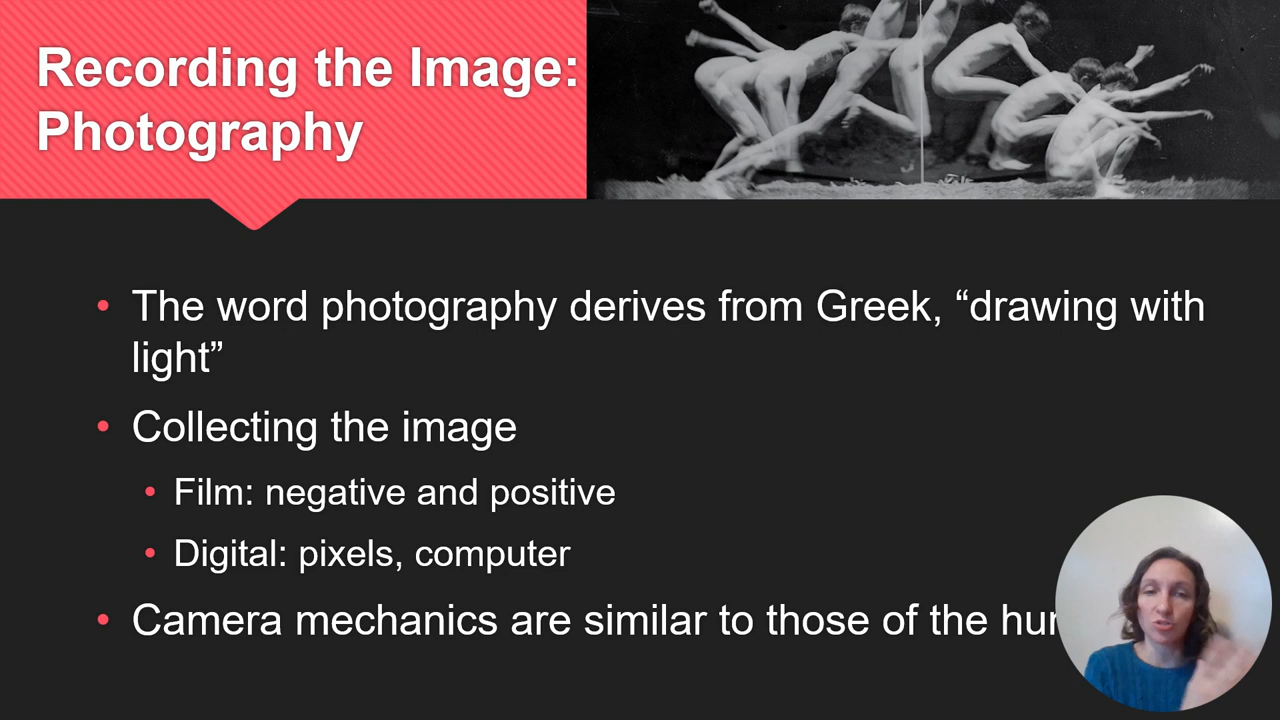 Recording the Image:
Photography
• The word photography derives from Greek, “drawing with
light”
• Collecting the image
• Film: negative and positive
• Digital: pixels, computer
• Camera mechanics are similar to those of the